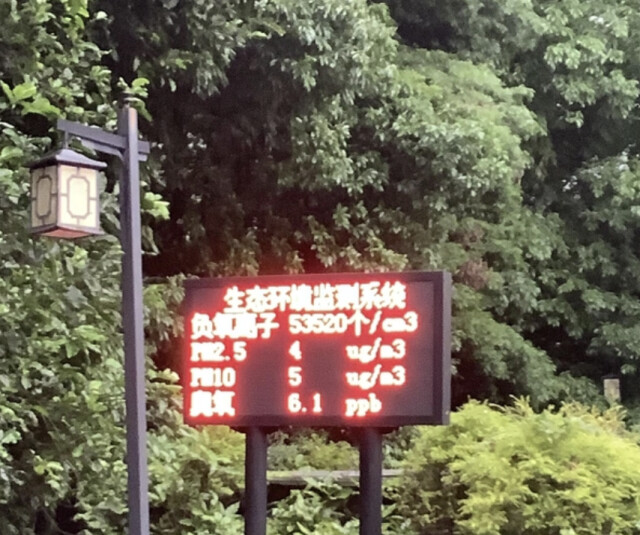 生态环境监测系统
负氧离子 53520个/cm3
PM2.5 4 ug/m3
PM10 5 ug/m3
臭氧 6.1 ppb